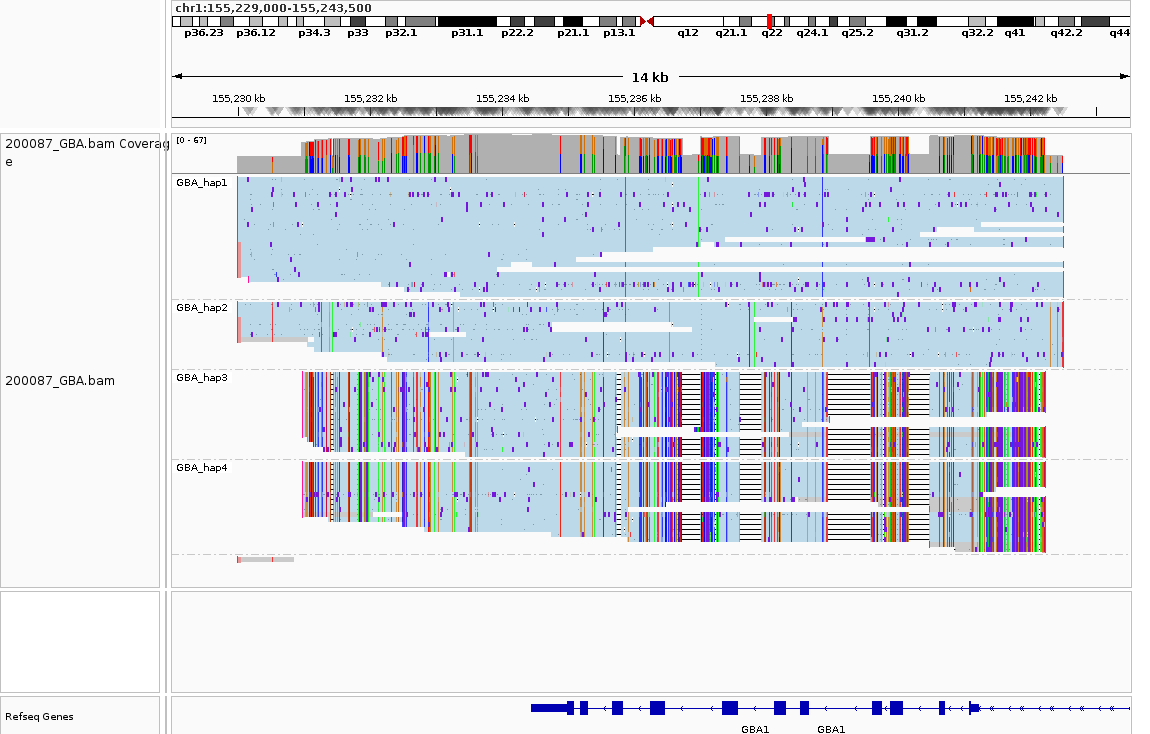 chr1:155,229,000-155,243,500
p36.23 p36.12 p34.3 p33 p32.1 p31.1 p22.2 p21.1 p13.1 q12 q21.1 q22 q24.1 q25.2 q31.2 q32.2 q41 q42.2 q44
14 kb
155,230 kb 155,232 kb 155,234 kb 155,236 kb 155,238 kb 155,240 kb 155,242 kb
200087_GBA.bam Coverag
e
[0 - 67]
GBA_hap1
GBA_hap2
GBA_hap3
200087_GBA.bam
GBA_hap4
Refseq Genes
GBA1 GBA1